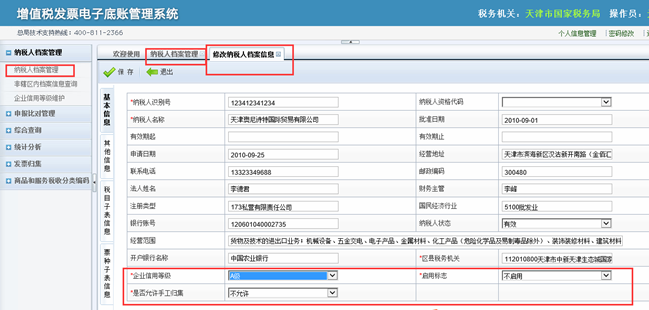 增值税发票电子底账管理系统
税务机关：天津市国家税务局 操作员：
总局技术支持热线：400-811-2366
个人信息管理 | 密码修改
纳税人档案管理
纳税人档案管理
非辖区内档案信息查询
企业信用等级维护
申报比对管理
综合查询
统计分析
发票归集
商品和服务税收分类编码
欢迎使用 纳税人档案管理 修改纳税人档案信息
保存 退出
基本信息
其他信息
税目子表信息
票种子表信息
*纳税人识别号 123412341234 纳税人资格代码
*纳税人名称 天津奥尼诗特国际贸易有限公司 批准日期 2010-09-01
有效期起 有效期止
申请日期 2010-09-25 经营地址 天津市滨海新区汉沽新开南路（金佰汇
联系电话 13323349688 邮政编码 300480
法人姓名 李德君 财务主管 李峰
注册类型 173私营有限责任公司 国民经济行业 5100批发业
银行账号 120601040002735 纳税人状态 有效
经营范围 货物及技术的进出口业务；机械设备、五金交电、电子产品、金属材料、化工产品（危险化学品及易制毒品除外）、装饰装修材料、建筑材料
开户银行名称 中国农业银行 *区县税务机关 112010800天津市中新天津生态城国家
*企业信用等级 A级 *启用标志 不启用
*是否允许手工归集 不允许